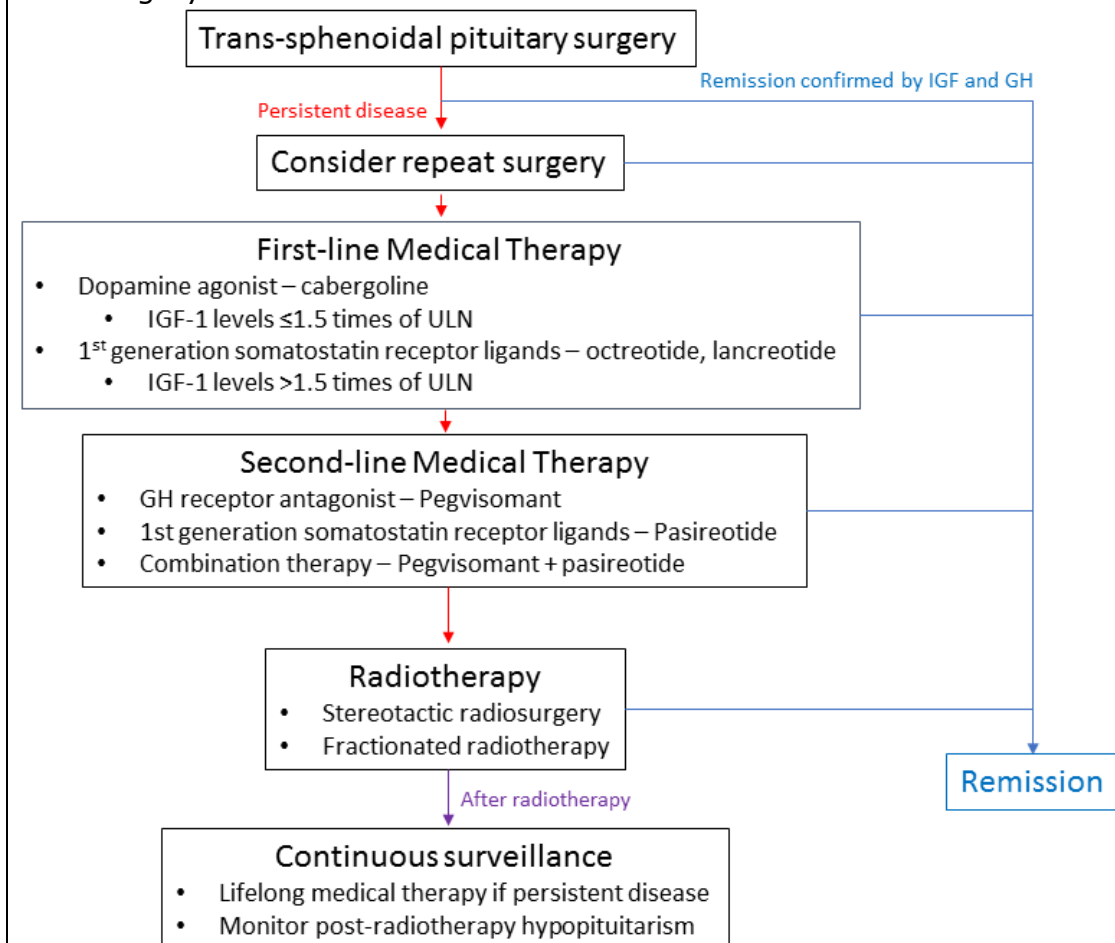 Trans-sphenoidal pituitary surgery
Remission confirmed by IGF and GH
Persistent disease
Consider repeat surgery
First-line Medical Therapy
• Dopamine agonist – cabergoline
• IGF-1 levels ≤1.5 times of ULN
• 1st generation somatostatin receptor ligands – octreotide, lancreotide
• IGF-1 levels >1.5 times of ULN
Second-line Medical Therapy
• GH receptor antagonist – Pegvisomant
• 1st generation somatostatin receptor ligands – Pasireotide
• Combination therapy – Pegvisomant + pasireotide
Radiotherapy
• Stereotactic radiosurgery
• Fractionated radiotherapy
Remission
After radiotherapy
Continuous surveillance
• Lifelong medical therapy if persistent disease
• Monitor post-radiotherapy hypopituitarism